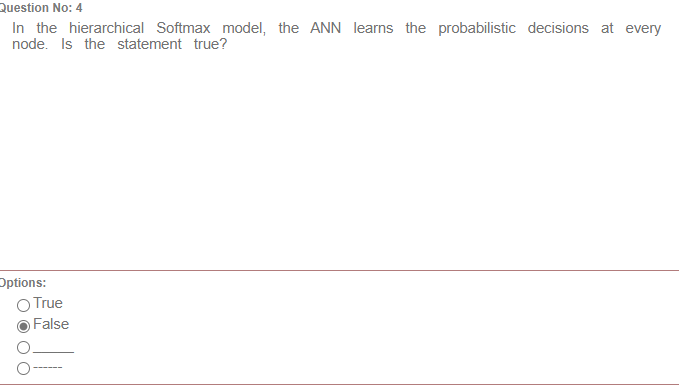 Question No: 4
In the hierarchical Softmax model, the ANN learns the probabilistic decisions at every
node. Is the statement true?
Options:
True
False
______
------